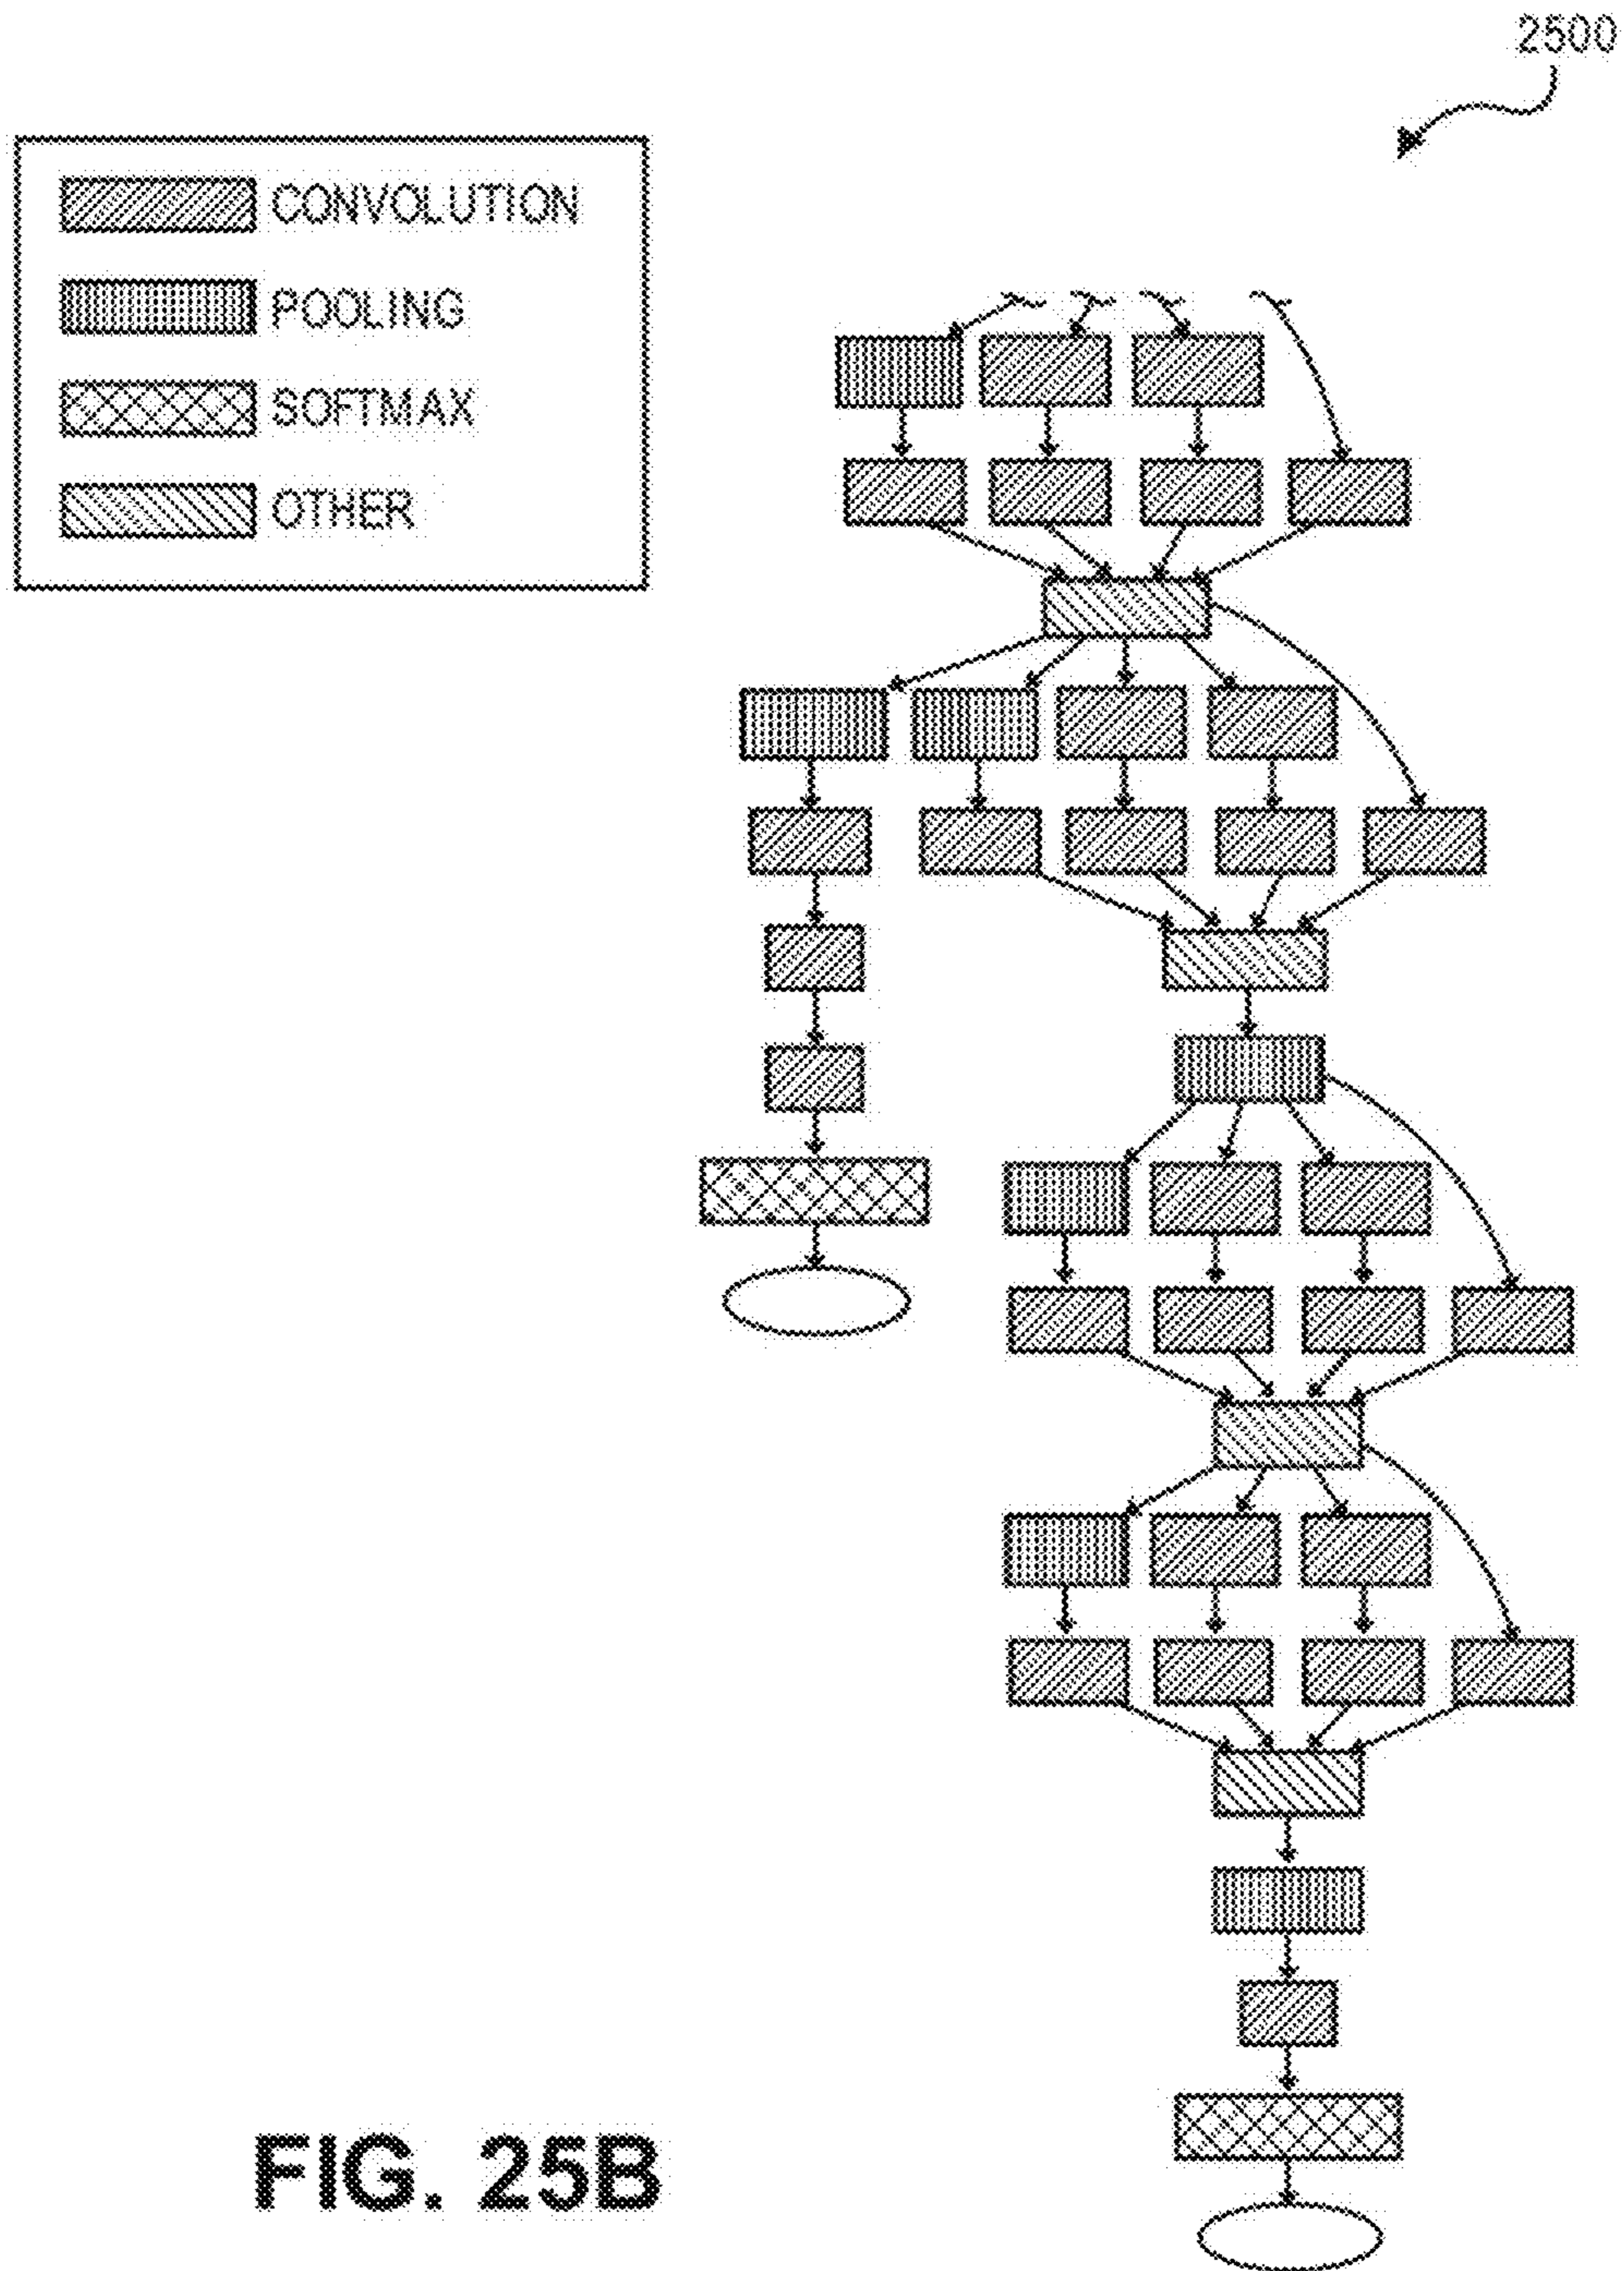 2500
CONVOLUTION
POOLING
SOFTMAX
OTHER
FIG. 25B